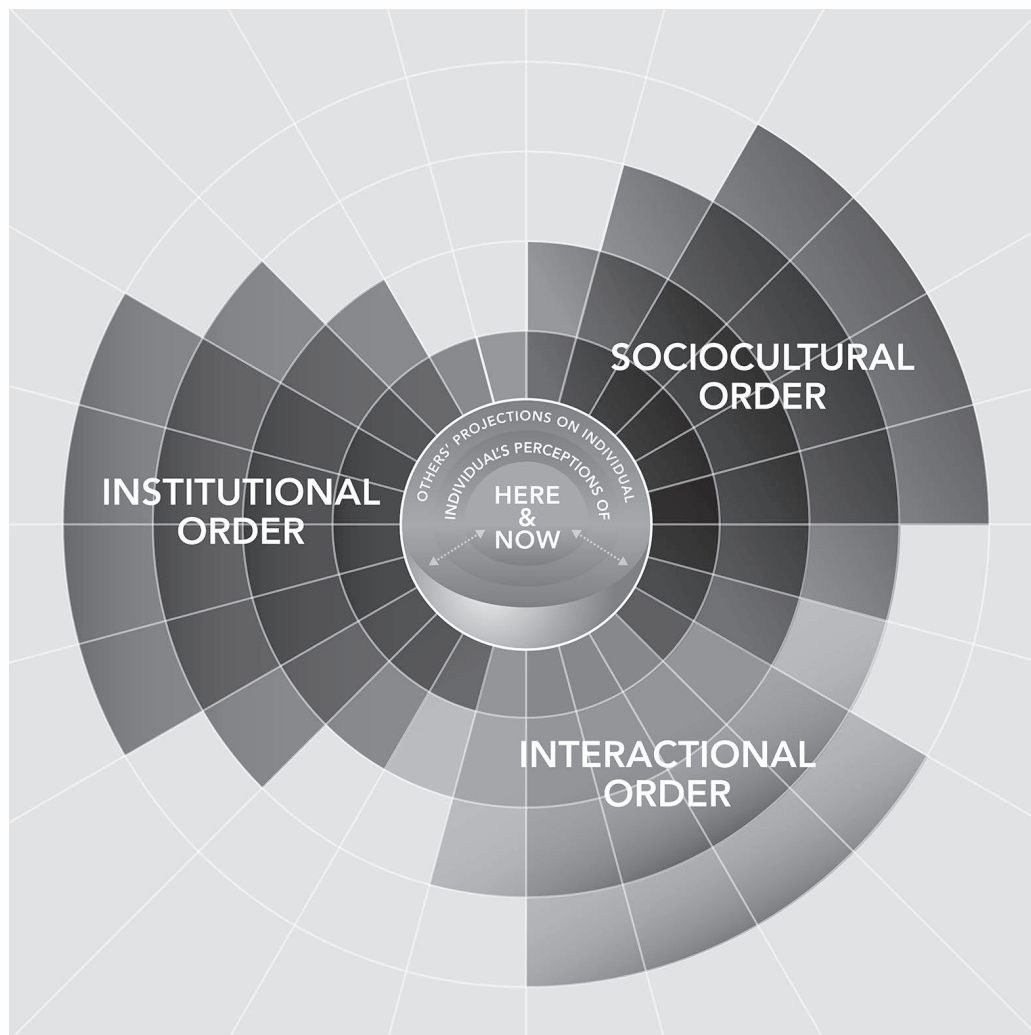 SOCIOCULTURAL
ORDER
OTHERS' PROJECTIONS ON INDIVIDUAL
INDIVIDUAL'S PERCEPTIONS OF
HERE
&
NOW
INSTITUTIONAL
ORDER
INTERACTIONAL
ORDER